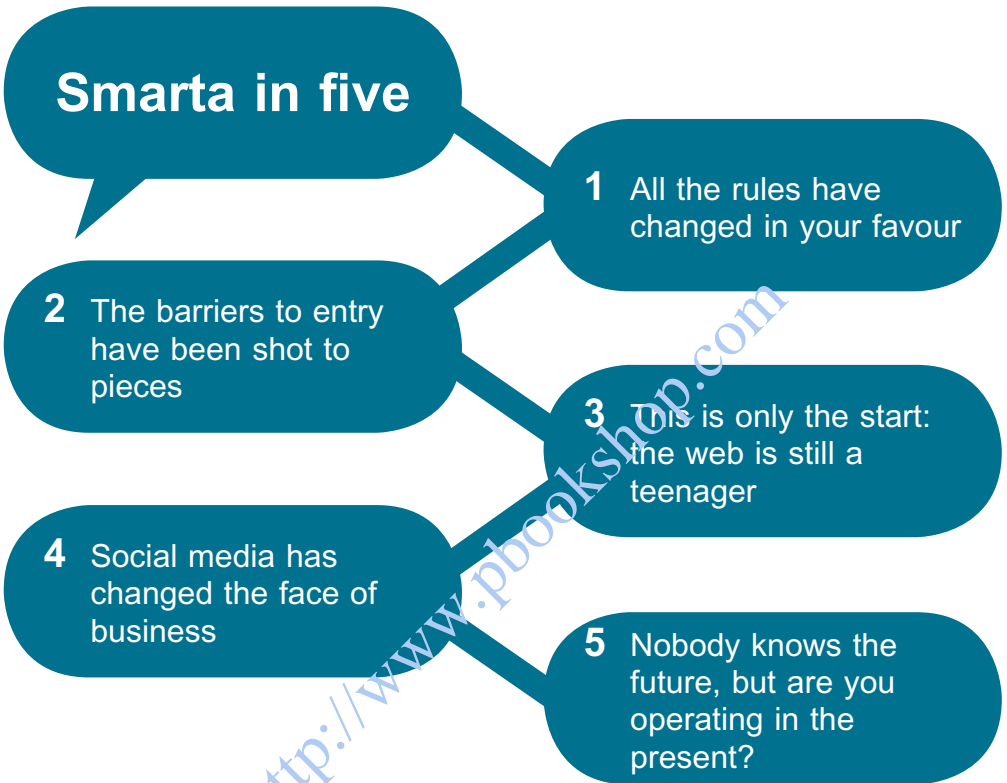 Smarta in five
1 All the rules have
changed in your favour
2 The barriers to entry
have been shot to
pieces
3 This is only the start:
the web is still a
teenager
4 Social media has
changed the face of
business
5 Nobody knows the
future, but are you
operating in the
present?
ttp://www.pbookshop.com